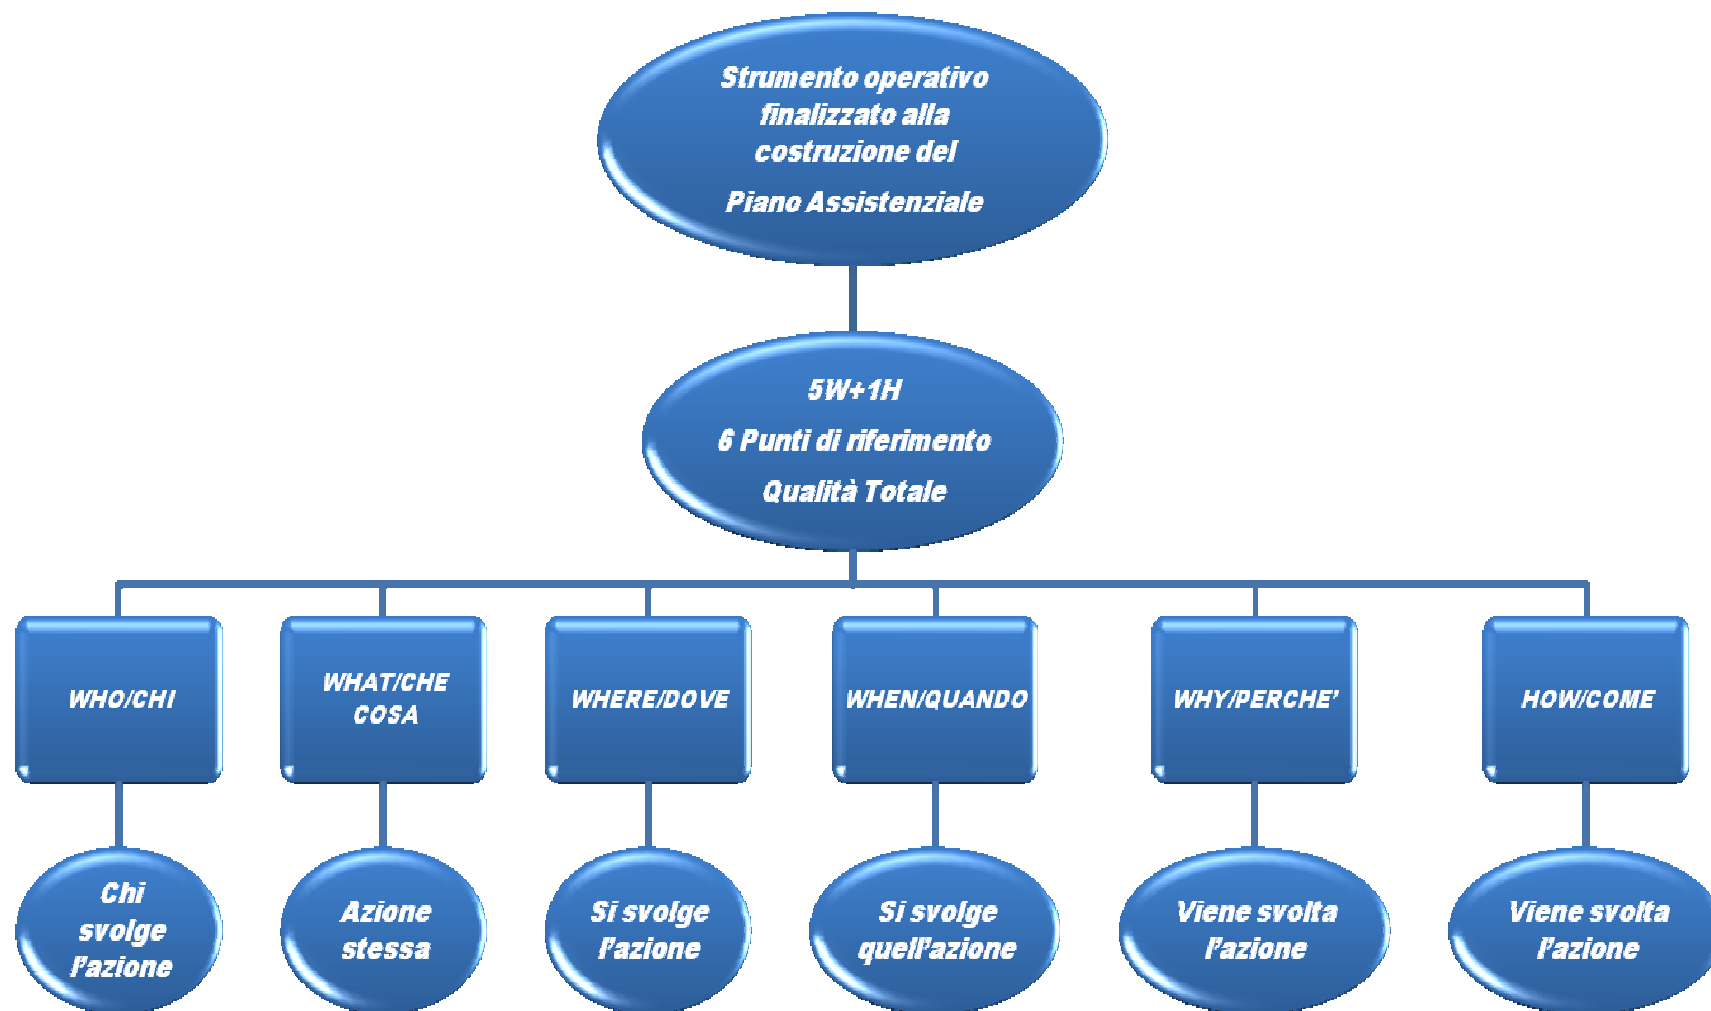 Strumento operativo
finalizzato alla
costruzione del
Piano Assistenziale
5W+1H
6 Punti di riferimento
Qualità Totale
WHO/CHI
WHAT/CHE
COSA
WHERE/DOVE
WHEN/QUANDO
WHY/PERCHE’
HOW/COME
Chi
svolge
l’azione
Azione
stessa
Si svolge
l’azione
Si svolge
quell’azione
Viene svolta
l’azione
Viene svolta
l’azione